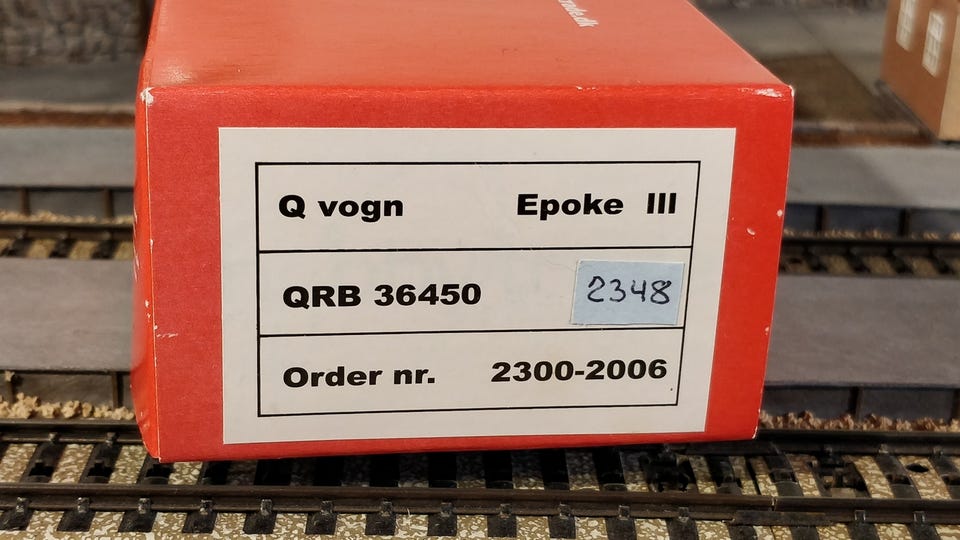 Q vogn Epoke III
QRB 36450 2348
Order nr. 2300-2006